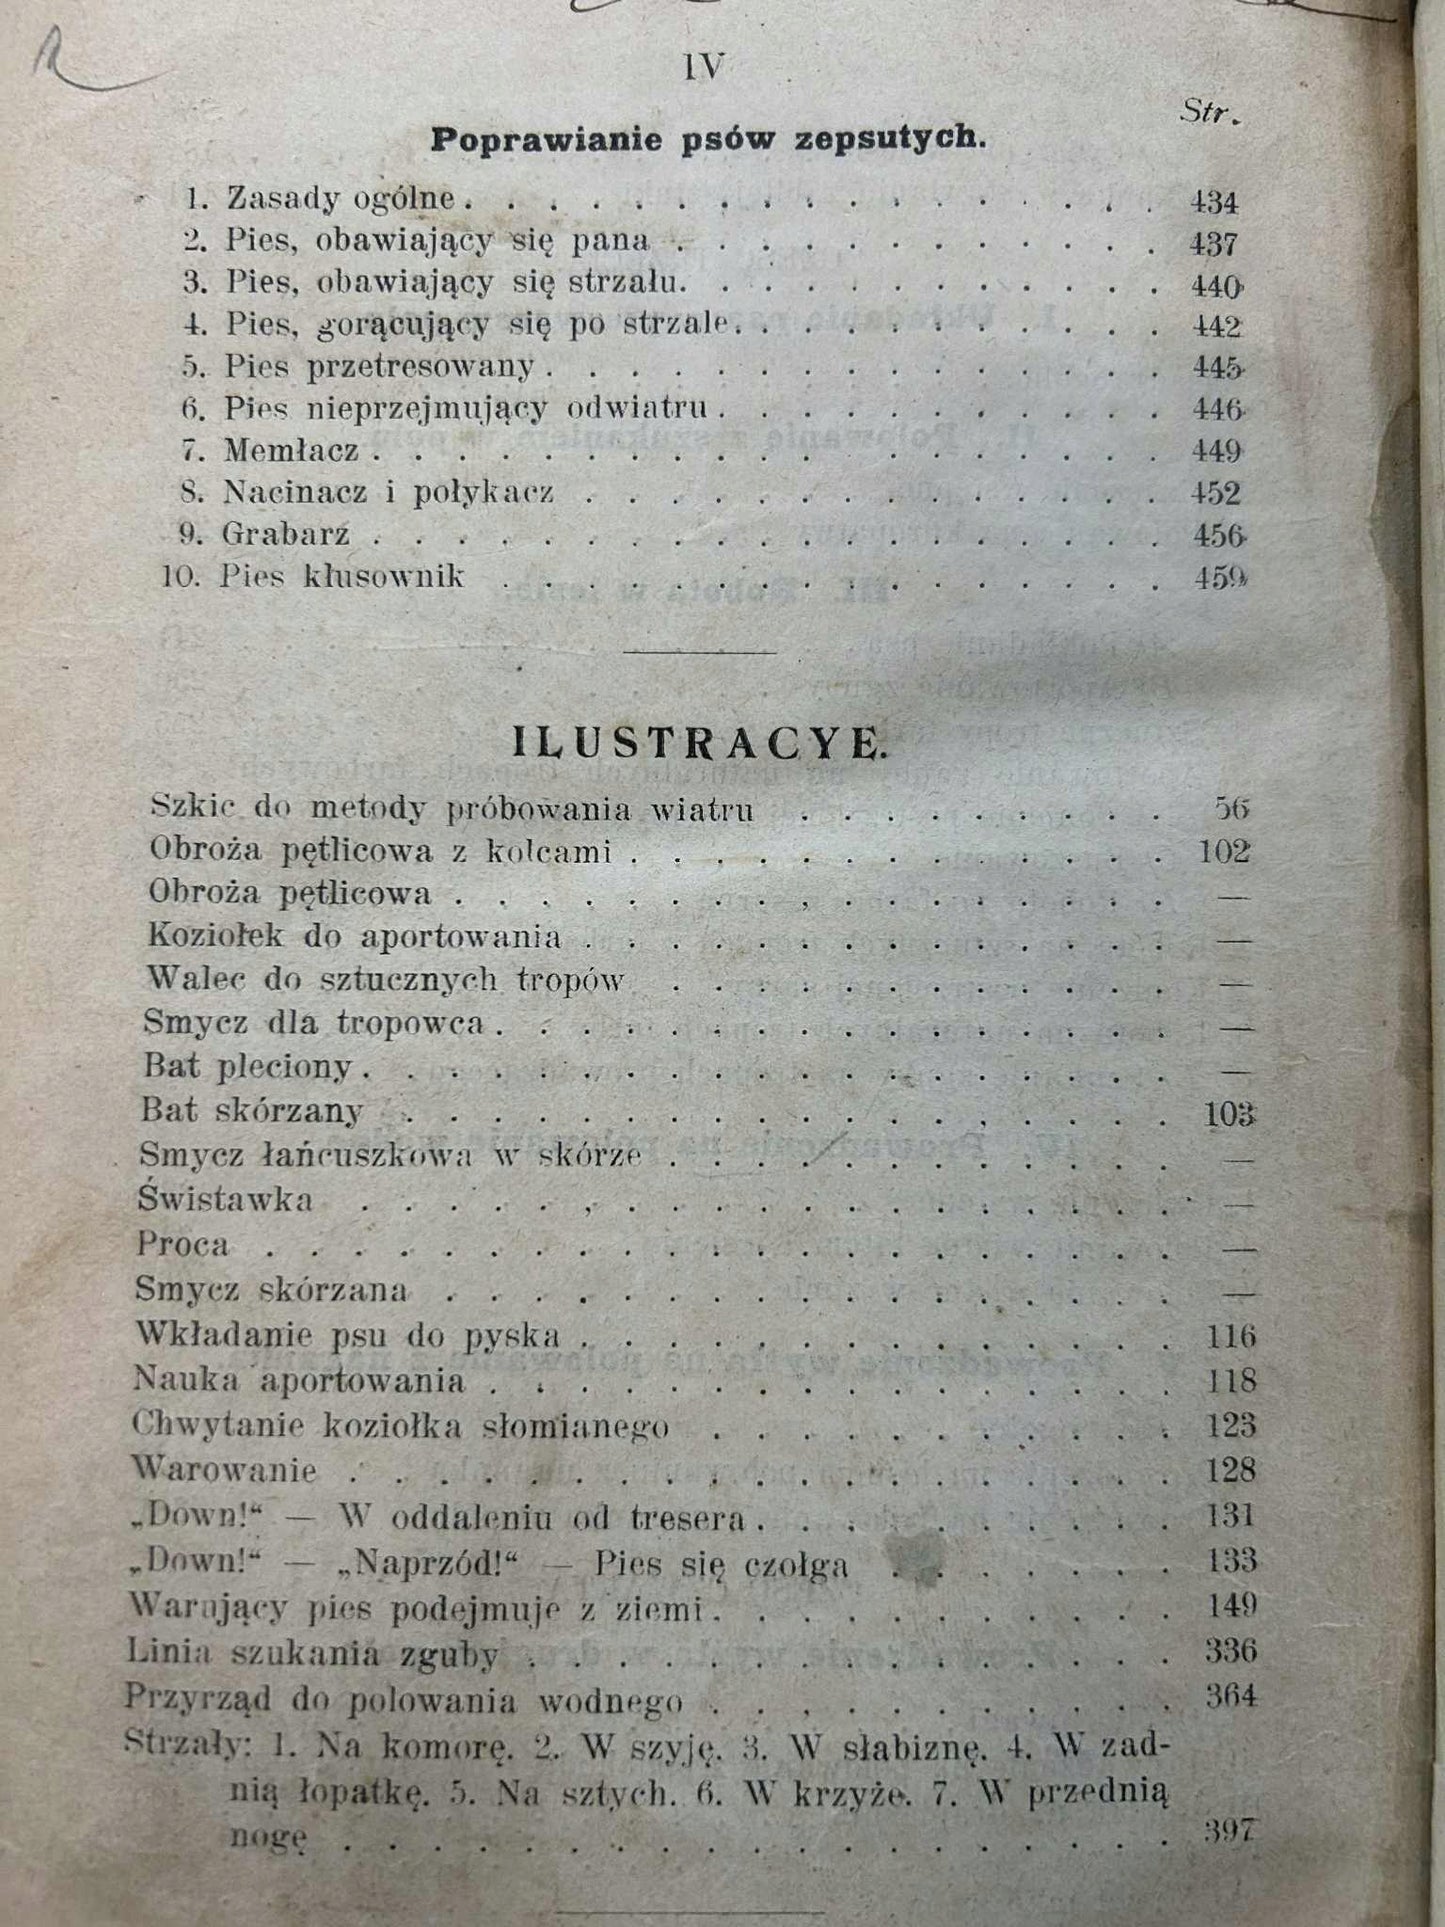 IV
Str.
Poprawianie psów zepsutych.
1. Zasady ogólne . . . . . . . . . . . . . . . . . 434
2. Pies, obawiający się pana . . . . . . . . . . . . 437
3. Pies, obawiający się strzału. . . . . . . . . . . . 440
4. Pies, gorącujący się po strzale. . . . . . . . . . . 442
5. Pies przetresowany . . . . . . . . . . . . . . . 445
6. Pies nieprzejmujący odwiatru . . . . . . . . . . . 446
7. Memłacz . . . . . . . . . . . . . . . . . . . 449
8. Nacinacz i połykacz . . . . . . . . . . . . . . 452
9. Grabarz . . . . . . . . . . . . . . . . . . . 456
10. Pies kłusownik . . . . . . . . . . . . . . . . 459
ILUSTRACYE.
Szkic do metody próbowania wiatru . . . . . . . . . 56
Obroża pętlicowa z kolcami . . . . . . . . . . . . . 102
Obroża pętlicowa . . . . . . . . . . . . . . . . . —
Koziołek do aportowania . . . . . . . . . . . . . . —
Walec do sztucznych tropów . . . . . . . . . . . . —
Smycz dla tropowca . . . . . . . . . . . . . . . . —
Bat pleciony . . . . . . . . . . . . . . . . . . . —
Bat skórzany . . . . . . . . . . . . . . . . . . 103
Smycz łańcuszkowa w skórze . . . . . . . . . . . . —
Świstawka . . . . . . . . . . . . . . . . . . . —
Proca . . . . . . . . . . . . . . . . . . . . . —
Smycz skórzana . . . . . . . . . . . . . . . . . —
Wkładanie psu do pyska . . . . . . . . . . . . . . 116
Nauka aportowania . . . . . . . . . . . . . . . . 118
Chwytanie koziołka słomianego . . . . . . . . . . . 123
Warowanie . . . . . . . . . . . . . . . . . . . 128
„Down!“ — W oddaleniu od tresera . . . . . . . . . . 131
„Down!“ — „Naprzód!“ — Pies się czołga . . . . . . . 133
Warujący pies podejmuje z ziemi . . . . . . . . . . . 149
Linia szukania zguby . . . . . . . . . . . . . . . 336
Przyrząd do polowania wodnego . . . . . . . . . . . 364
Strzały: 1. Na komorę. 2. W szyję. 3. W słabiznę. 4. W zad-
nią łopatkę. 5. Na sztych. 6. W krzyże. 7. W przednią
nogę . . . . . . . . . . . . . . . . . . . 397